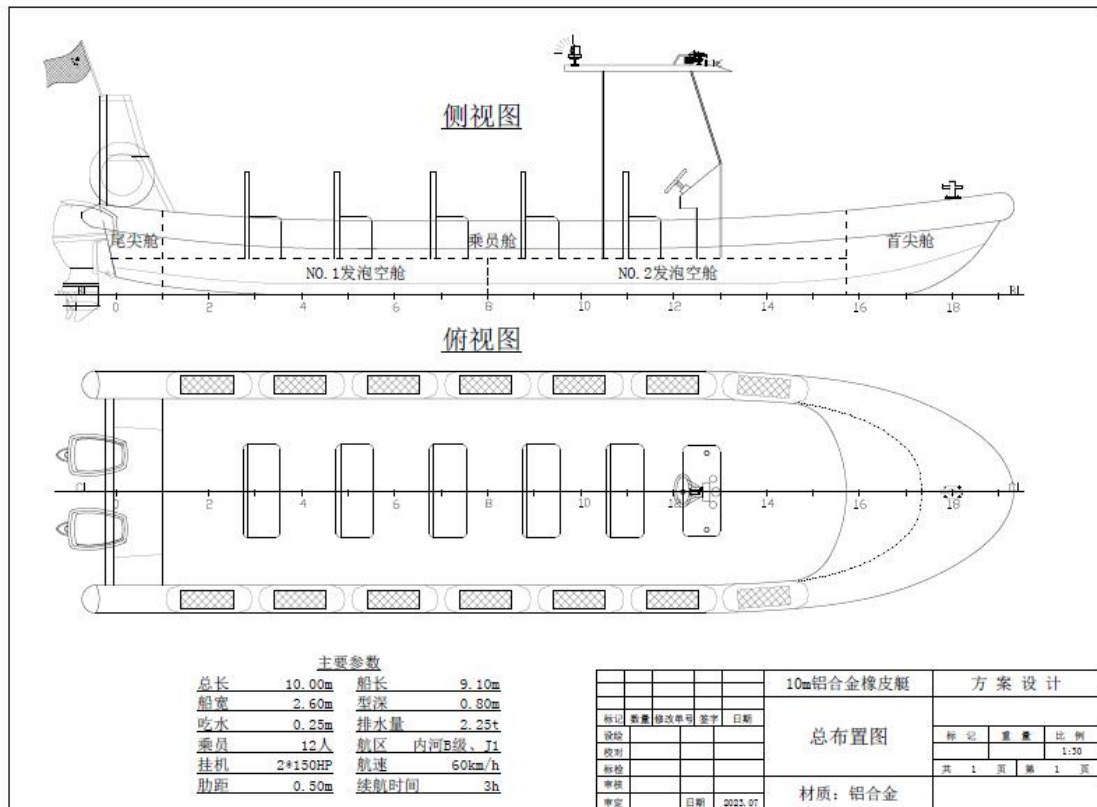 侧视图
尾尖舱 乘员舱 首尖舱
NO.1发泡空舱 NO.2发泡空舱
0 2 4 6 8 10 12 14 16 18
俯视图
0 2 4 6 8 10 12 14 16 18
主要参数
总长 10.00m 船长 9.10m
船宽 2.60m 型深 0.80m
吃水 0.25m 排水量 2.25t
乘员 12人 航区 内河B级、J1
挂机 2*150HP 航速 60km/h
肋距 0.50m 续航时间 3h
10m铝合金橡皮艇 方案设计
标记 数量 修改单号 签字 日期
总布置图
设绘
校对
标检
审核
审定 日期 2023.07
标记 重量 比例
1:30
共 1 页 第 1 页
材质：铝合金